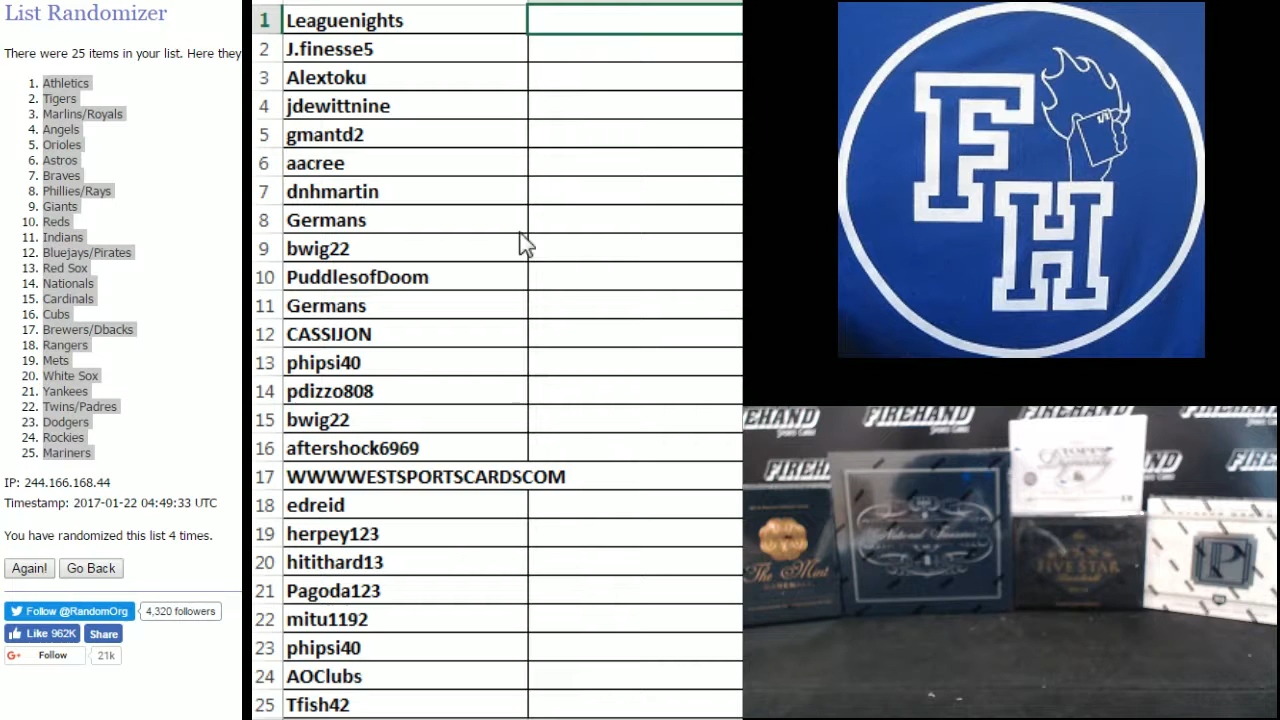 List Randomizer
There were 25 items in your list. Here they
1. Athletics
2. Tigers
3. Marlins/Royals
4. Angels
5. Orioles
6. Astros
7. Braves
8. Phillies/Rays
9. Giants
10. Reds
11. Indians
12. Bluejays/Pirates
13. Red Sox
14. Nationals
15. Cardinals
16. Cubs
17. Brewers/Dbacks
18. Rangers
19. Mets
20. White Sox
21. Yankees
22. Twins/Padres
23. Dodgers
24. Rockies
25. Mariners
IP: 244.166.168.44
Timestamp: 2017-01-22 04:49:33 UTC
You have randomized this list 4 times.
Again! Go Back
Follow @RandomOrg 4,320 followers
Like 962K Share
G+ Follow 21k
1 Leaguenights
2 J.finesse5
3 Alextoku
4 jdewittnine
5 gmantd2
6 aacree
7 dnhmartin
8 Germans
9 bwig22
10 PuddlesofDoom
11 Germans
12 CASSIJON
13 phipsi40
14 pdizzo808
15 bwig22
16 aftershock6969
17 WWWWESTSPORTSCARDSCOM
18 edreid
19 herpey123
20 hitithard13
21 Pagoda123
22 mitu1192
23 phipsi40
24 AOClubs
25 Tfish42
F
H
FIREHAND FIREHAND FIREHAND FIREHAND
FIREHAND
The Mint
National Treasures
TOPPS
FIVE STAR
P